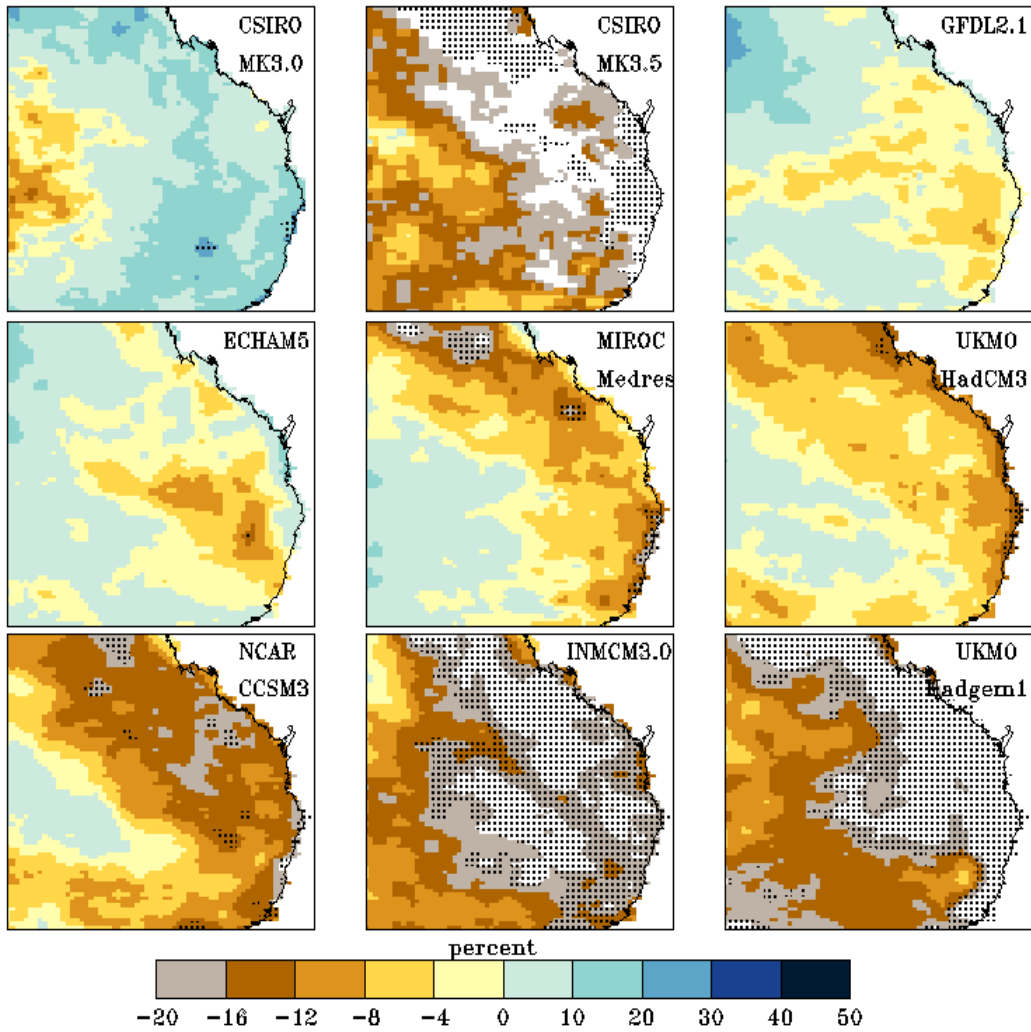 CSIRO
MK3.0
CSIRO
MK3.5
GFDL2.1
ECHAM5
MIROC
Medres
UKMO
HadCM3
NCAR
CCSM3
INMCM3.0
UKMO
Hadgem1
percent
-20 -16 -12 -8 -4 0 10 20 30 40 50